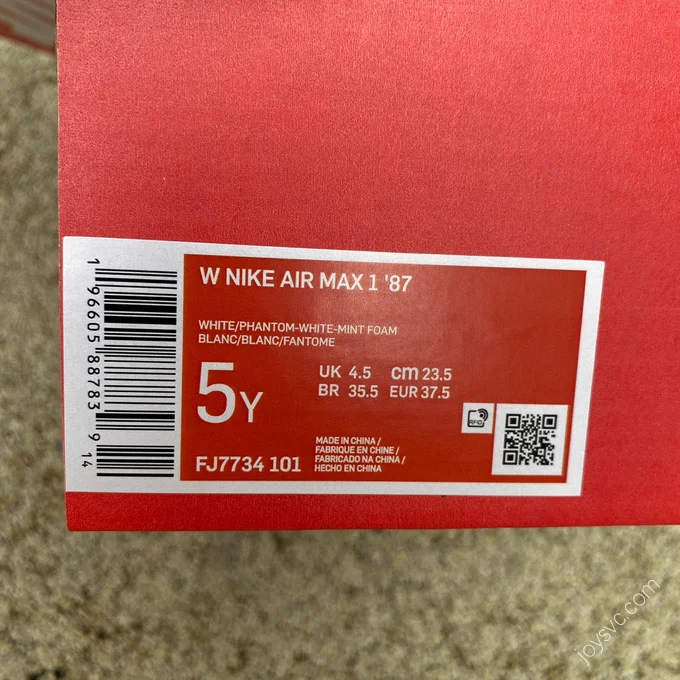 W NIKE AIR MAX 1 '87
WHITE/PHANTOM-WHITE-MINT FOAM
BLANC/BLANC/FANTOME
5Y
UK 4.5 cm 23.5
BR 35.5 EUR 37.5
FJ7734 101
MADE IN CHINA /
FABRIQUE EN CHINE /
FABRICADO NA CHINA /
HECHO EN CHINA
RFID
1 96605 88783 9 14
joysvc.com